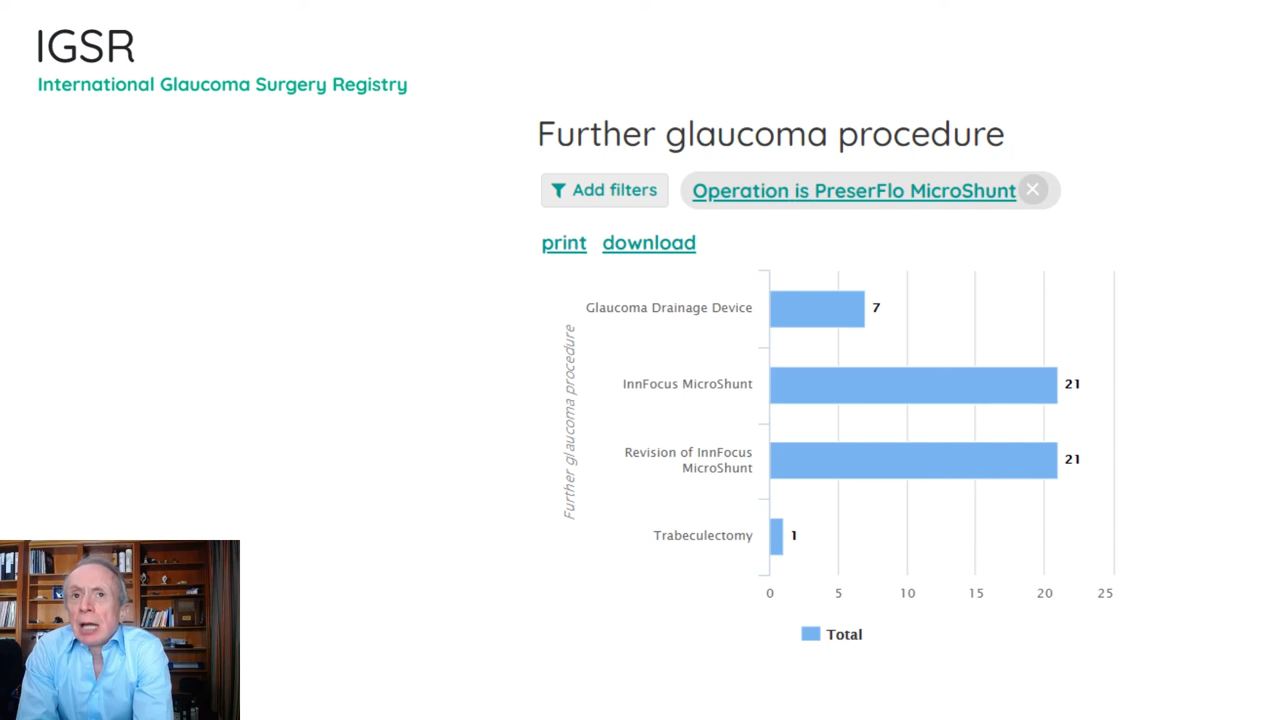 IGSR
International Glaucoma Surgery Registry
Further glaucoma procedure
Add filters
Operation is PreserFlo MicroShunt
print download
Further glaucoma procedure
Glaucoma Drainage Device
7
InnFocus MicroShunt
21
Revision of InnFocus
MicroShunt
21
Trabeculectomy
1
0 5 10 15 20 25
Total